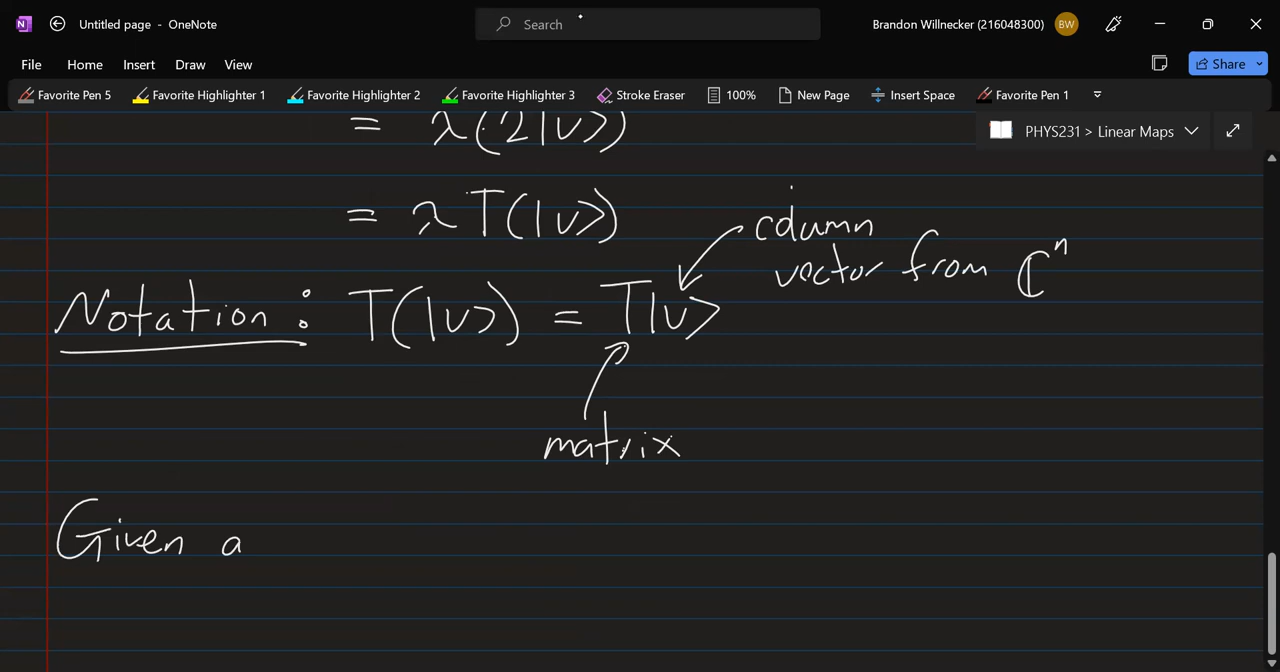 Untitled page - OneNote
Search
Brandon Willnecker (216048300)
BW
File Home Insert Draw View
Share
Favorite Pen 5 Favorite Highlighter 1 Favorite Highlighter 2 Favorite Highlighter 3 Stroke Eraser 100% New Page Insert Space Favorite Pen 1
PHYS231 > Linear Maps
= λ(2|v>)
= λT(|v>)
column
vector from ℂⁿ
Notation: T(|v>) = T|v>
matrix
Given a